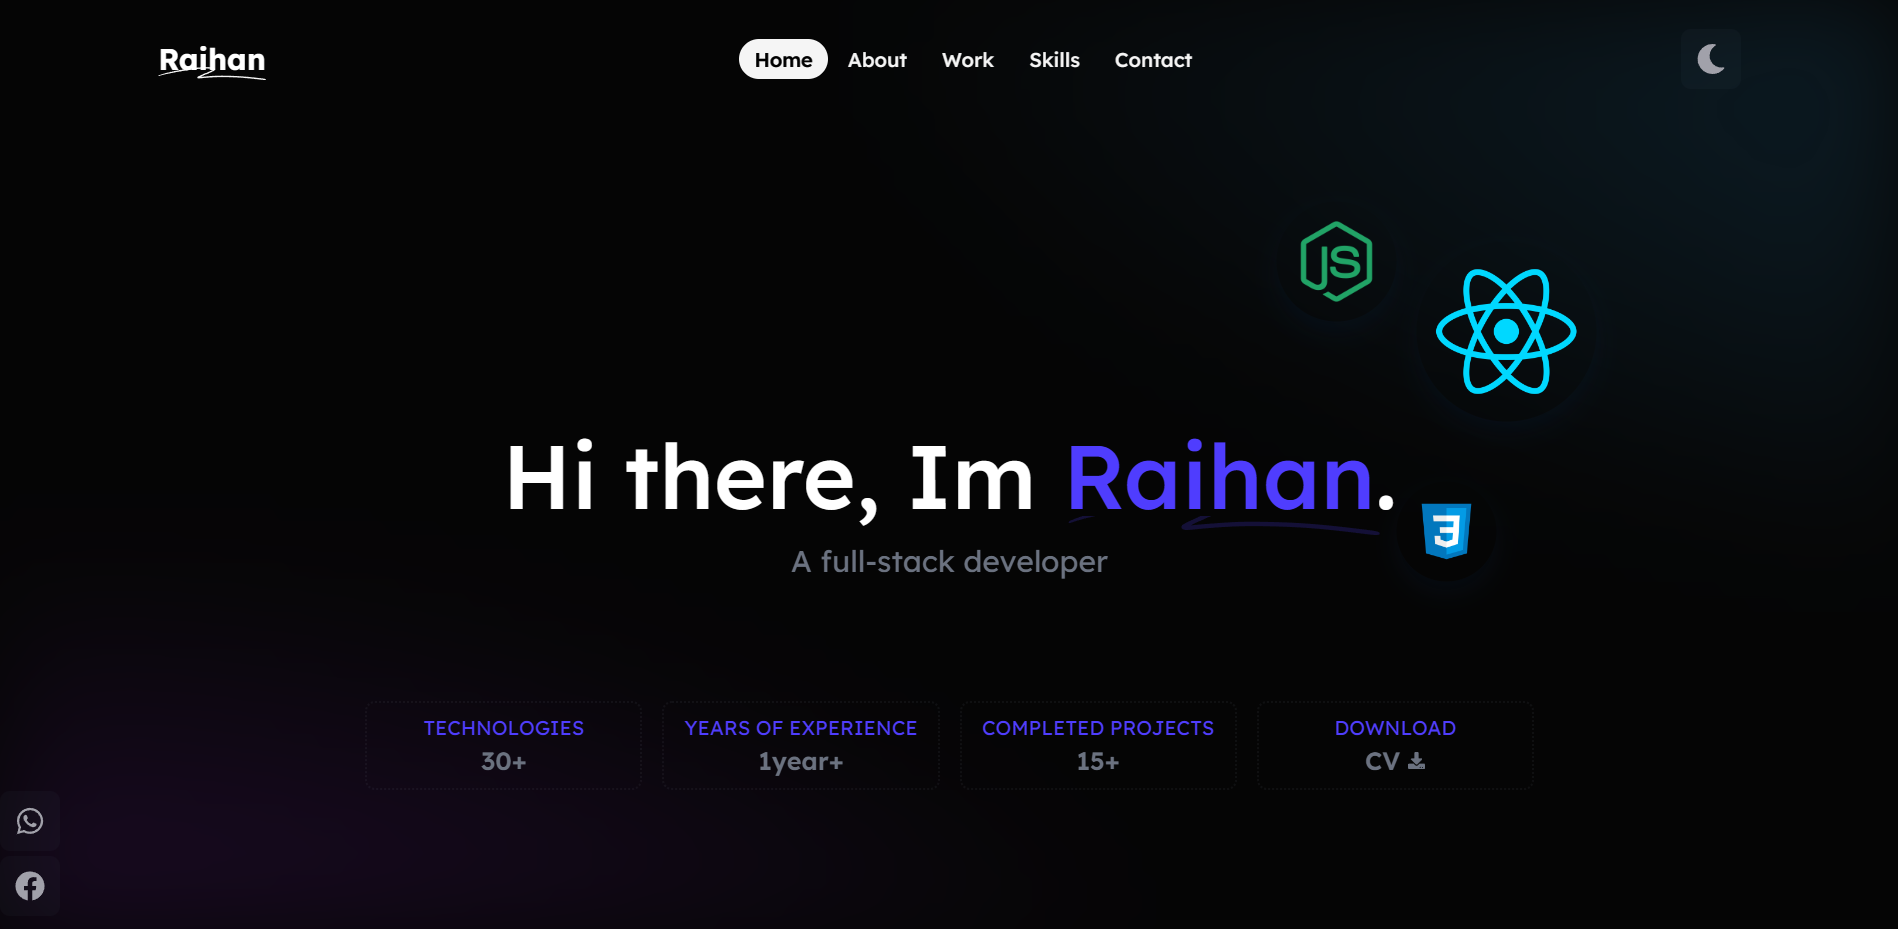 Raihan
Home About Work Skills Contact
JS
Hi there, Im Raihan.
3
A full-stack developer
TECHNOLOGIES
30+
YEARS OF EXPERIENCE
1year+
COMPLETED PROJECTS
15+
DOWNLOAD
CV